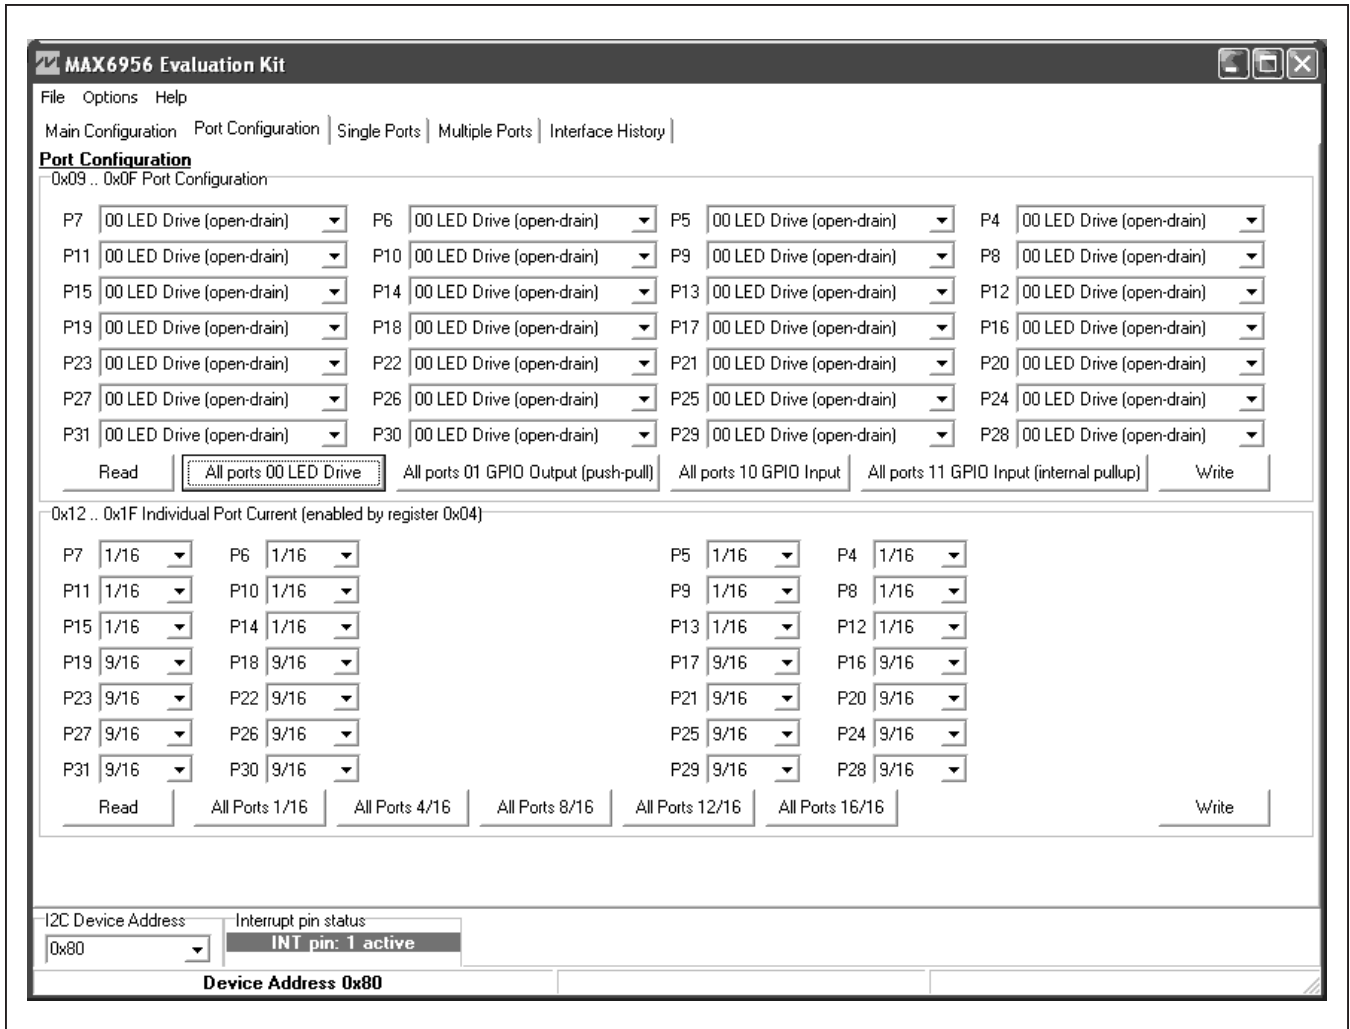 MAX6956 Evaluation Kit
File Options Help
Main Configuration Port Configuration Single Ports Multiple Ports Interface History
Port Configuration
0x09 .. 0x0F Port Configuration
P7 00 LED Drive (open-drain) P6 00 LED Drive (open-drain) P5 00 LED Drive (open-drain) P4 00 LED Drive (open-drain)
P11 00 LED Drive (open-drain) P10 00 LED Drive (open-drain) P9 00 LED Drive (open-drain) P8 00 LED Drive (open-drain)
P15 00 LED Drive (open-drain) P14 00 LED Drive (open-drain) P13 00 LED Drive (open-drain) P12 00 LED Drive (open-drain)
P19 00 LED Drive (open-drain) P18 00 LED Drive (open-drain) P17 00 LED Drive (open-drain) P16 00 LED Drive (open-drain)
P23 00 LED Drive (open-drain) P22 00 LED Drive (open-drain) P21 00 LED Drive (open-drain) P20 00 LED Drive (open-drain)
P27 00 LED Drive (open-drain) P26 00 LED Drive (open-drain) P25 00 LED Drive (open-drain) P24 00 LED Drive (open-drain)
P31 00 LED Drive (open-drain) P30 00 LED Drive (open-drain) P29 00 LED Drive (open-drain) P28 00 LED Drive (open-drain)
Read All ports 00 LED Drive All ports 01 GPIO Output (push-pull) All ports 10 GPIO Input All ports 11 GPIO Input (internal pullup) Write
0x12 .. 0x1F Individual Port Current (enabled by register 0x04)
P7 1/16 P6 1/16 P5 1/16 P4 1/16
P11 1/16 P10 1/16 P9 1/16 P8 1/16
P15 1/16 P14 1/16 P13 1/16 P12 1/16
P19 9/16 P18 9/16 P17 9/16 P16 9/16
P23 9/16 P22 9/16 P21 9/16 P20 9/16
P27 9/16 P26 9/16 P25 9/16 P24 9/16
P31 9/16 P30 9/16 P29 9/16 P28 9/16
Read All Ports 1/16 All Ports 4/16 All Ports 8/16 All Ports 12/16 All Ports 16/16 Write
I2C Device Address Interrupt pin status
0x80 INT pin: 1 active
Device Address 0x80